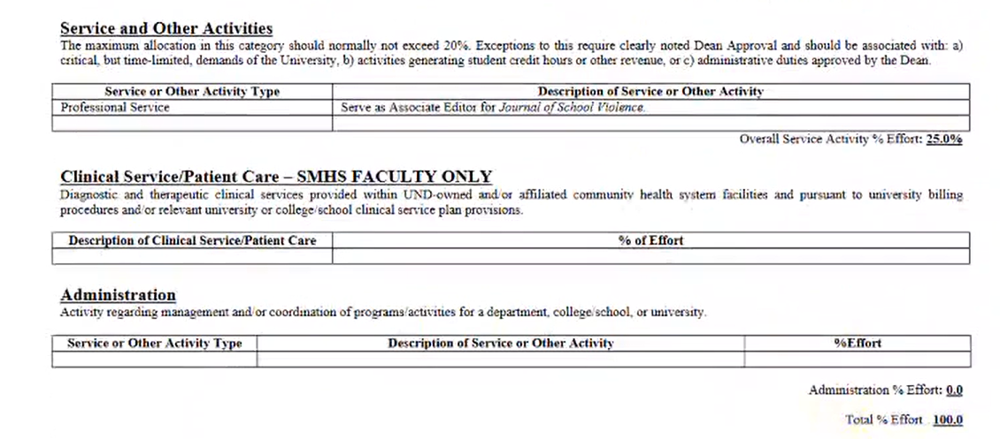 Service and Other Activities
The maximum allocation in this category should normally not exceed 20%. Exceptions to this require clearly noted Dean Approval and should be associated with: a)
critical, but time-limited, demands of the University, b) activities generating student credit hours or other revenue, or c) administrative duties approved by the Dean.
Service or Other Activity Type Description of Service or Other Activity
Professional Service Serve as Associate Editor for Journal of School Violence.
Overall Service Activity % Effort: 25.0%
Clinical Service/Patient Care – SMHS FACULTY ONLY
Diagnostic and therapeutic clinical services provided within UND-owned and/or affiliated community health system facilities and pursuant to university billing
procedures and/or relevant university or college/school clinical service plan provisions.
Description of Clinical Service/Patient Care % of Effort
Administration
Activity regarding management and/or coordination of programs/activities for a department, college/school, or university.
Service or Other Activity Type Description of Service or Other Activity %Effort
Administration % Effort: 0.0
Total % Effort 100.0